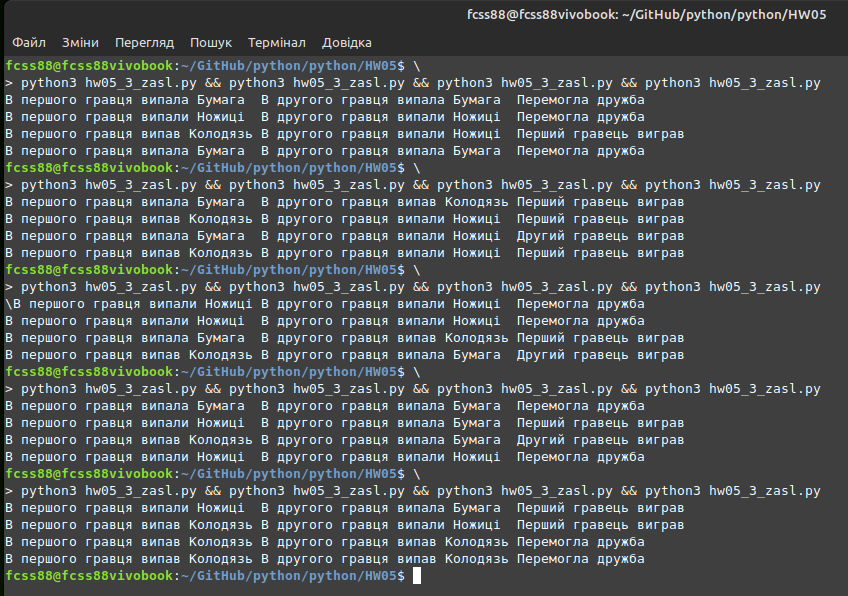 fcss88@fcss88vivobook: ~/GitHub/python/python/HW05
Файл Зміни Перегляд Пошук Термінал Довідка
fcss88@fcss88vivobook:~/GitHub/python/python/HW05$ \
> python3 hw05_3_zasl.py && python3 hw05_3_zasl.py && python3 hw05_3_zasl.py && python3 hw05_3_zasl.py
В першого гравця випала Бумага  В другого гравця випала Бумага  Перемогла дружба
В першого гравця випали Ножиці  В другого гравця випали Ножиці  Перемогла дружба
В першого гравця випав Колодязь В другого гравця випали Ножиці  Перший гравець виграв
В першого гравця випала Бумага  В другого гравця випала Бумага  Перемогла дружба
fcss88@fcss88vivobook:~/GitHub/python/python/HW05$ \
> python3 hw05_3_zasl.py && python3 hw05_3_zasl.py && python3 hw05_3_zasl.py && python3 hw05_3_zasl.py
В першого гравця випала Бумага  В другого гравця випав Колодязь Перший гравець виграв
В першого гравця випав Колодязь В другого гравця випали Ножиці  Перший гравець виграв
В першого гравця випала Бумага  В другого гравця випали Ножиці  Другий гравець виграв
В першого гравця випав Колодязь В другого гравця випали Ножиці  Перший гравець виграв
fcss88@fcss88vivobook:~/GitHub/python/python/HW05$ \
> python3 hw05_3_zasl.py && python3 hw05_3_zasl.py && python3 hw05_3_zasl.py && python3 hw05_3_zasl.py
\В першого гравця випали Ножиці В другого гравця випали Ножиці  Перемогла дружба
В першого гравця випали Ножиці  В другого гравця випали Ножиці  Перемогла дружба
В першого гравця випала Бумага  В другого гравця випав Колодязь Перший гравець виграв
В першого гравця випав Колодязь В другого гравця випала Бумага  Другий гравець виграв
fcss88@fcss88vivobook:~/GitHub/python/python/HW05$ \
> python3 hw05_3_zasl.py && python3 hw05_3_zasl.py && python3 hw05_3_zasl.py && python3 hw05_3_zasl.py
В першого гравця випала Бумага  В другого гравця випала Бумага  Перемогла дружба
В першого гравця випали Ножиці  В другого гравця випала Бумага  Перший гравець виграв
В першого гравця випав Колодязь В другого гравця випала Бумага  Другий гравець виграв
В першого гравця випали Ножиці  В другого гравця випали Ножиці  Перемогла дружба
fcss88@fcss88vivobook:~/GitHub/python/python/HW05$ \
> python3 hw05_3_zasl.py && python3 hw05_3_zasl.py && python3 hw05_3_zasl.py && python3 hw05_3_zasl.py
В першого гравця випали Ножиці  В другого гравця випала Бумага  Перший гравець виграв
В першого гравця випав Колодязь В другого гравця випали Ножиці  Перший гравець виграв
В першого гравця випав Колодязь В другого гравця випав Колодязь Перемогла дружба
В першого гравця випав Колодязь В другого гравця випав Колодязь Перемогла дружба
fcss88@fcss88vivobook:~/GitHub/python/python/HW05$